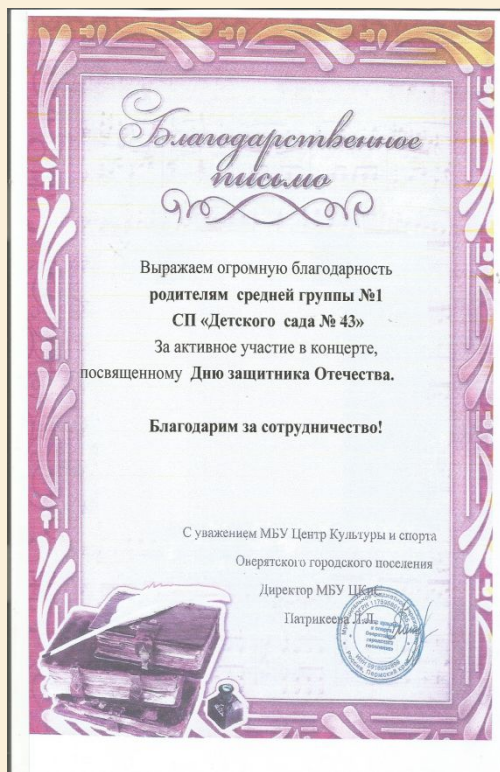 Благодарственное
письмо
Выражаем огромную благодарность
родителям средней группы №1
СП «Детского сада № 43»
За активное участие в концерте,
посвященному Дню защитника Отечества.
Благодарим за сотрудничество!
С уважением МБУ Центр Культуры и спорта
Оверятского городского поселения
Директор МБУ ЦКиС
Патрикеева Л.Л.